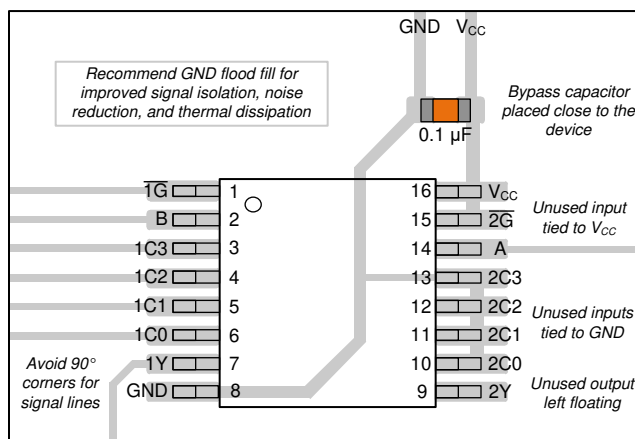 GND V_CC
Recommend GND flood fill for
improved signal isolation, noise
reduction, and thermal dissipation
Bypass capacitor
placed close to the
device
0.1 µF
1G̅ 1 16 V_CC
B 2 15 2G̅
Unused input
tied to V_CC
1C3 3 14 A
1C2 4 13 2C3
1C1 5 12 2C2
1C0 6 11 2C1
Unused inputs
tied to GND
1Y 7 10 2C0
GND 8 9 2Y
Avoid 90°
corners for
signal lines
Unused output
left floating